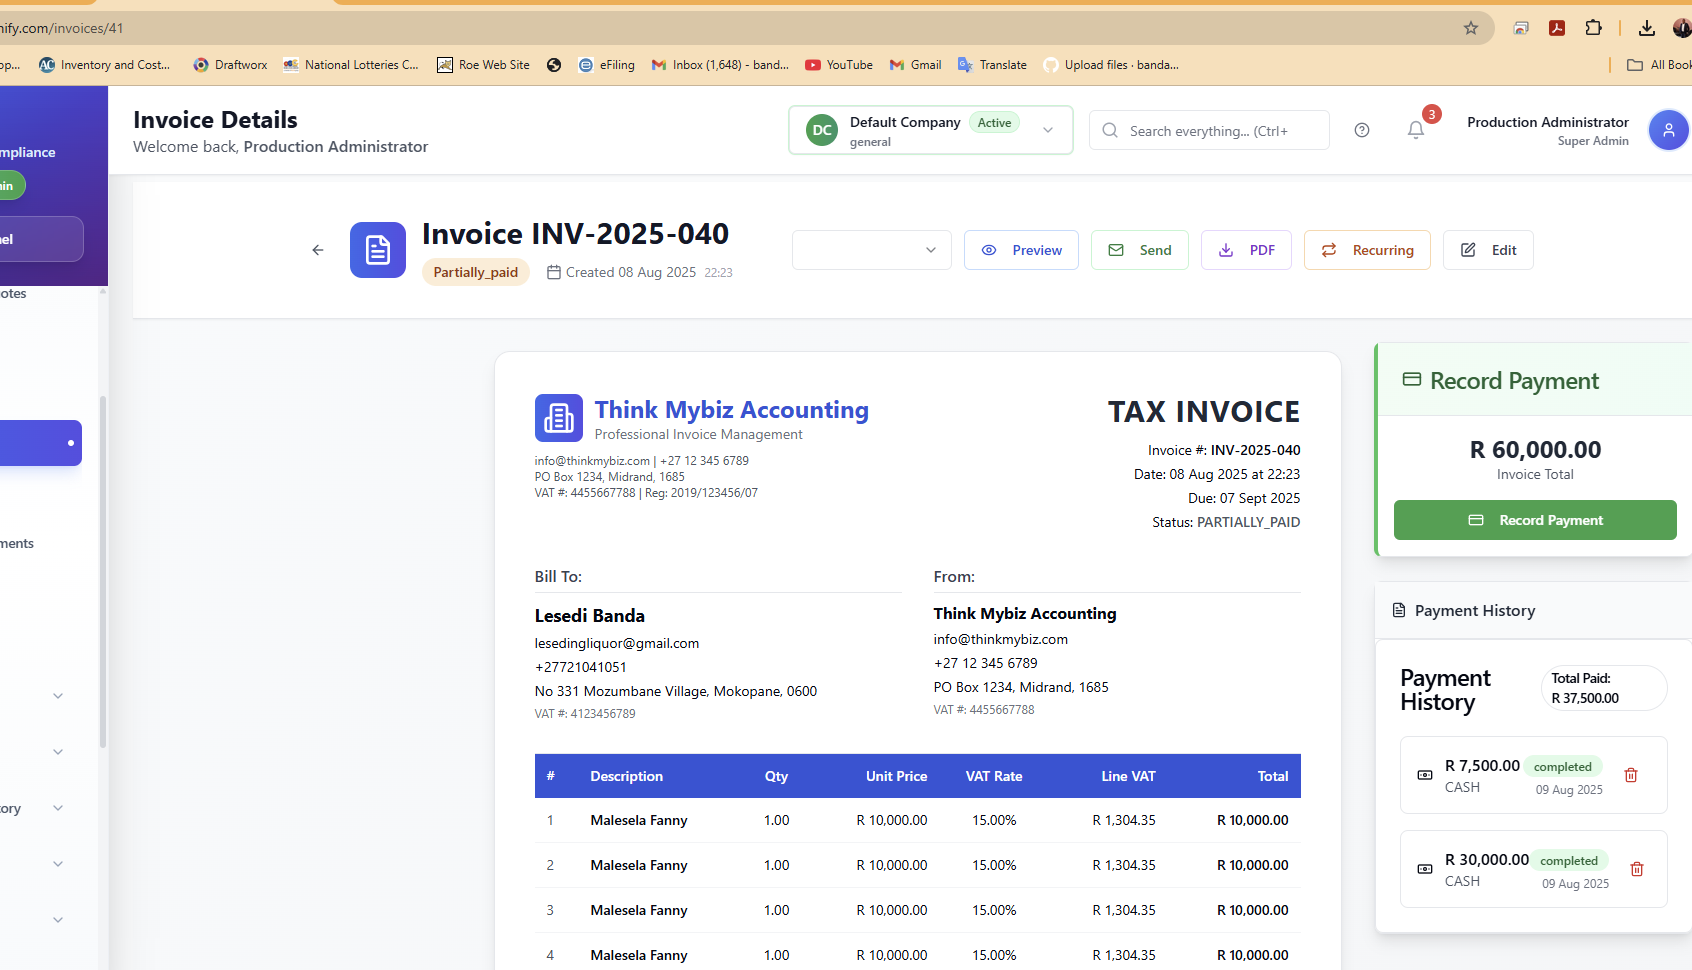 nify.com/invoices/41
Inventory and Cost...
Draftworx
National Lotteries C...
Roe Web Site
eFiling
Inbox (1,648) - band...
YouTube
Gmail
Translate
Upload files · banda...
All Book
mpliance
Invoice Details
Welcome back, Production Administrator
DC
Default Company
Active
general
Search everything... (Ctrl+
3
Production Administrator
Super Admin
Invoice INV-2025-040
Partially_paid
Created 08 Aug 2025 22:23
Preview
Send
PDF
Recurring
Edit
Think Mybiz Accounting
Professional Invoice Management
info@thinkmybiz.com | +27 12 345 6789
PO Box 1234, Midrand, 1685
VAT #: 4455667788 | Reg: 2019/123456/07
TAX INVOICE
Invoice #: INV-2025-040
Date: 08 Aug 2025 at 22:23
Due: 07 Sept 2025
Status: PARTIALLY_PAID
Bill To:
Lesedi Banda
lesedingliquor@gmail.com
+27721041051
No 331 Mozumbane Village, Mokopane, 0600
VAT #: 4123456789
From:
Think Mybiz Accounting
info@thinkmybiz.com
+27 12 345 6789
PO Box 1234, Midrand, 1685
VAT #: 4455667788
# Description Qty Unit Price VAT Rate Line VAT Total
1 Malesela Fanny 1.00 R 10,000.00 15.00% R 1,304.35 R 10,000.00
2 Malesela Fanny 1.00 R 10,000.00 15.00% R 1,304.35 R 10,000.00
3 Malesela Fanny 1.00 R 10,000.00 15.00% R 1,304.35 R 10,000.00
4 Malesela Fanny 1.00 R 10,000.00 15.00% R 1,304.35 R 10,000.00
Record Payment
R 60,000.00
Invoice Total
Record Payment
Payment History
Payment
History
Total Paid:
R 37,500.00
R 7,500.00 completed
CASH 09 Aug 2025
R 30,000.00 completed
CASH 09 Aug 2025